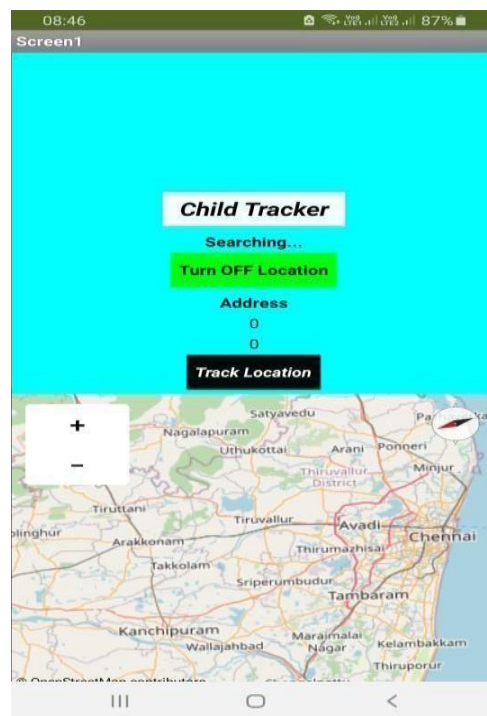 08:46 87%
Screen1
Child Tracker
Searching...
Turn OFF Location
Address
0
0
Track Location
+
−
Satyavedu
Nagalapuram
Uthukottai
Arani
Ponneri
Thiruvallur
District
Minjur
Tiruttani
Tiruvallur
Avadi
Chennai
Arakkonam
Thirumazhisai
Takkolam
Sriperumbudur
Tambaram
Kanchipuram
Maraimalai
Nagar
Wallajahbad
Kelambakkam
Thiruporur
© OpenStreetMap contributors